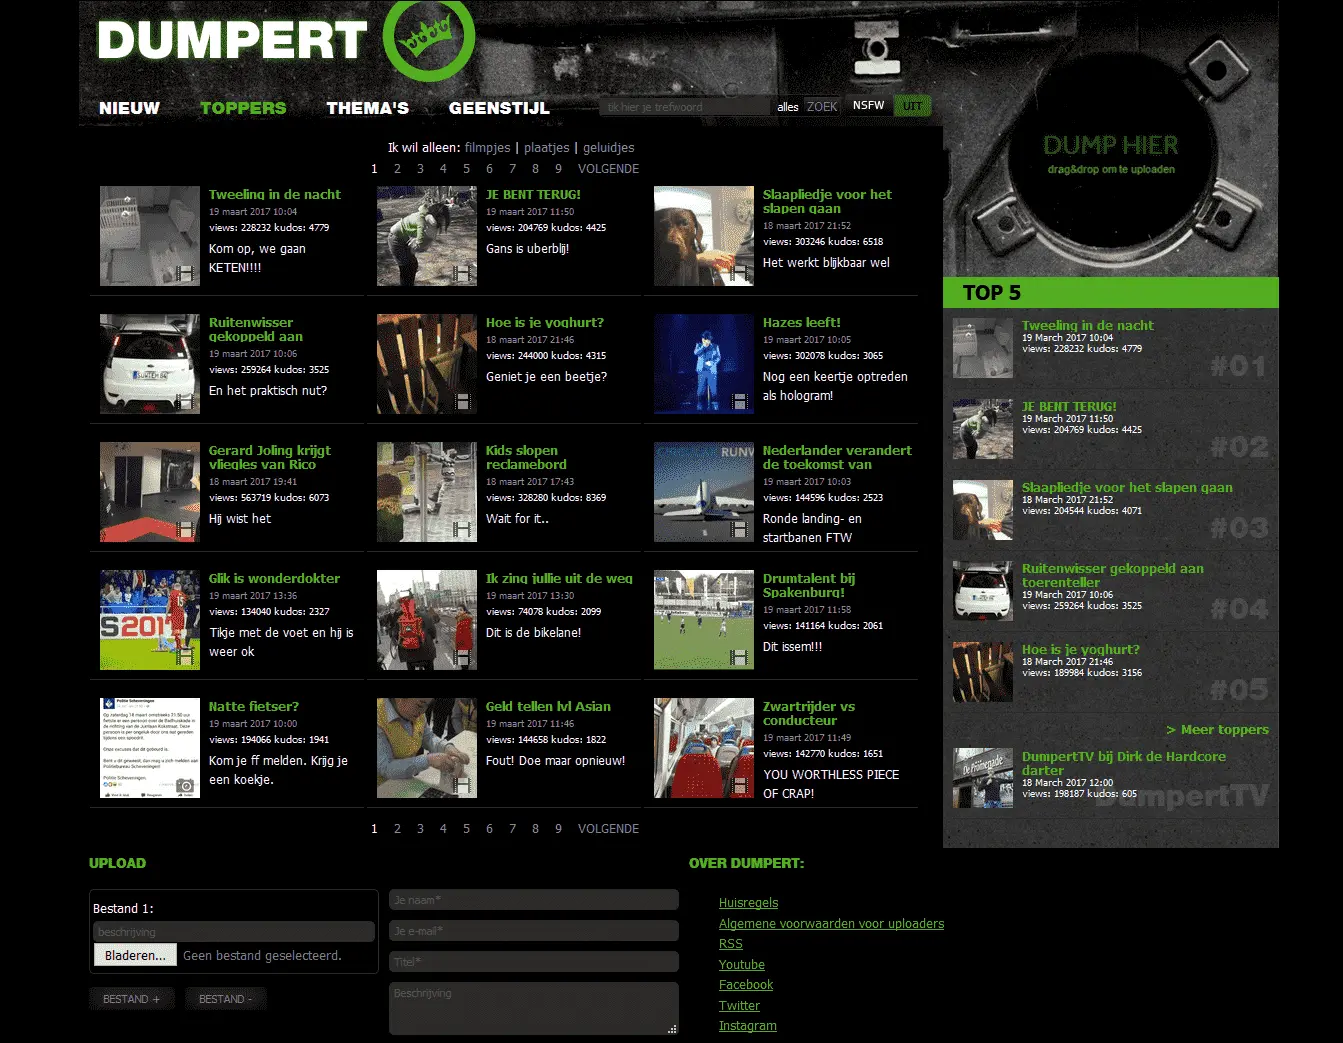 DUMPERT
NIEUW TOPPERS THEMA'S GEENSTIJL tik hier je trefwoord alles ZOEK NSFW UIT
DUMP HIER
drag&drop om te uploaden
Ik wil alleen: filmpjes | plaatjes | geluidjes
1 2 3 4 5 6 7 8 9 VOLGENDE
Tweeling in de nacht
19 maart 2017 10:04
views: 228232 kudos: 4779
Kom op, we gaan
KETEN!!!!
JE BENT TERUG!
19 maart 2017 11:50
views: 204769 kudos: 4425
Gans is uberblij!
Slaapliedje voor het
slapen gaan
18 maart 2017 21:52
views: 303246 kudos: 6518
Het werkt blijkbaar wel
Ruitenwisser
gekoppeld aan
19 maart 2017 10:06
views: 259264 kudos: 3525
En het praktisch nut?
Hoe is je yoghurt?
18 maart 2017 21:46
views: 244000 kudos: 4315
Geniet je een beetje?
Hazes leeft!
19 maart 2017 10:05
views: 302078 kudos: 3065
Nog een keertje optreden
als hologram!
Gerard Joling krijgt
vliegles van Rico
18 maart 2017 19:41
views: 563719 kudos: 6073
Hij wist het
Kids slopen
reclamebord
18 maart 2017 17:43
views: 328280 kudos: 8369
Wait for it..
Nederlander verandert
de toekomst van
19 maart 2017 10:03
views: 144596 kudos: 2523
Ronde landing- en
startbanen FTW
Glik is wonderdokter
19 maart 2017 13:36
views: 134040 kudos: 2327
Tikje met de voet en hij is
weer ok
Ik zing jullie uit de weg
19 maart 2017 13:30
views: 74078 kudos: 2099
Dit is de bikelane!
Drumtalent bij
Spakenburg!
19 maart 2017 11:58
views: 141164 kudos: 2061
Dit issem!!!
Natte fietser?
19 maart 2017 10:00
views: 194066 kudos: 1941
Kom je ff melden. Krijg je
een koekje.
Geld tellen lvl Asian
19 maart 2017 11:46
views: 144658 kudos: 1822
Fout! Doe maar opnieuw!
Zwartrijder vs
conducteur
19 maart 2017 11:49
views: 142770 kudos: 1651
YOU WORTHLESS PIECE
OF CRAP!
1 2 3 4 5 6 7 8 9 VOLGENDE
TOP 5
Tweeling in de nacht
19 March 2017 10:04
views: 228232 kudos: 4779
#01
JE BENT TERUG!
19 March 2017 11:50
views: 204769 kudos: 4425
#02
Slaapliedje voor het slapen gaan
18 March 2017 21:52
views: 204544 kudos: 4071
#03
Ruitenwisser gekoppeld aan
toerenteller
19 March 2017 10:06
views: 259264 kudos: 3525
#04
Hoe is je yoghurt?
18 March 2017 21:46
views: 189984 kudos: 3156
#05
> Meer toppers
DumpertTV bij Dirk de Hardcore
darter
18 March 2017 12:00
views: 198187 kudos: 605
DumpertTV
UPLOAD
Bestand 1:
beschrijving
Bladeren... Geen bestand geselecteerd.
BESTAND + BESTAND -
Je naam*
Je e-mail*
Titel*
Beschrijving
OVER DUMPERT:
Huisregels
Algemene voorwaarden voor uploaders
RSS
Youtube
Facebook
Twitter
Instagram